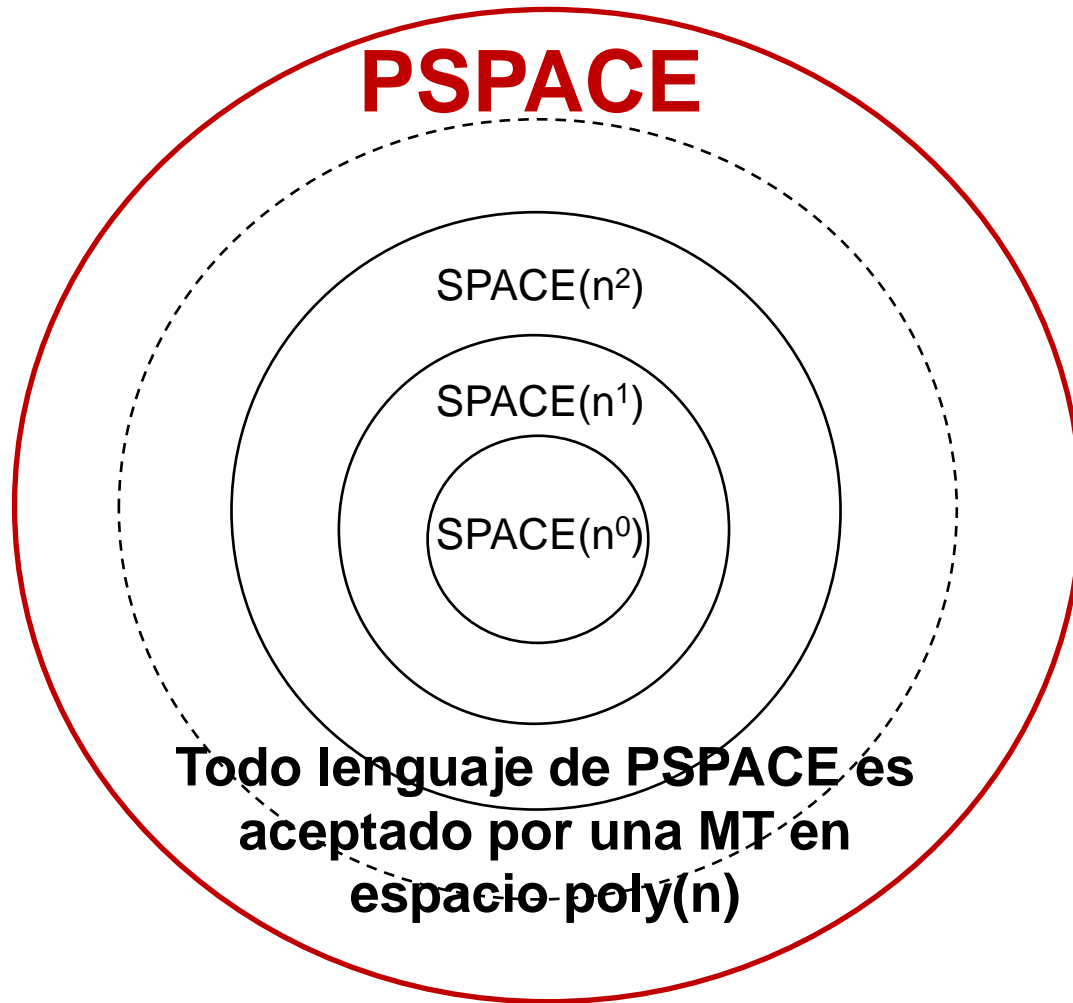 PSPACE
SPACE(n²)
SPACE(n¹)
SPACE(n⁰)
Todo lenguaje de PSPACE es
aceptado por una MT en
espacio poly(n)